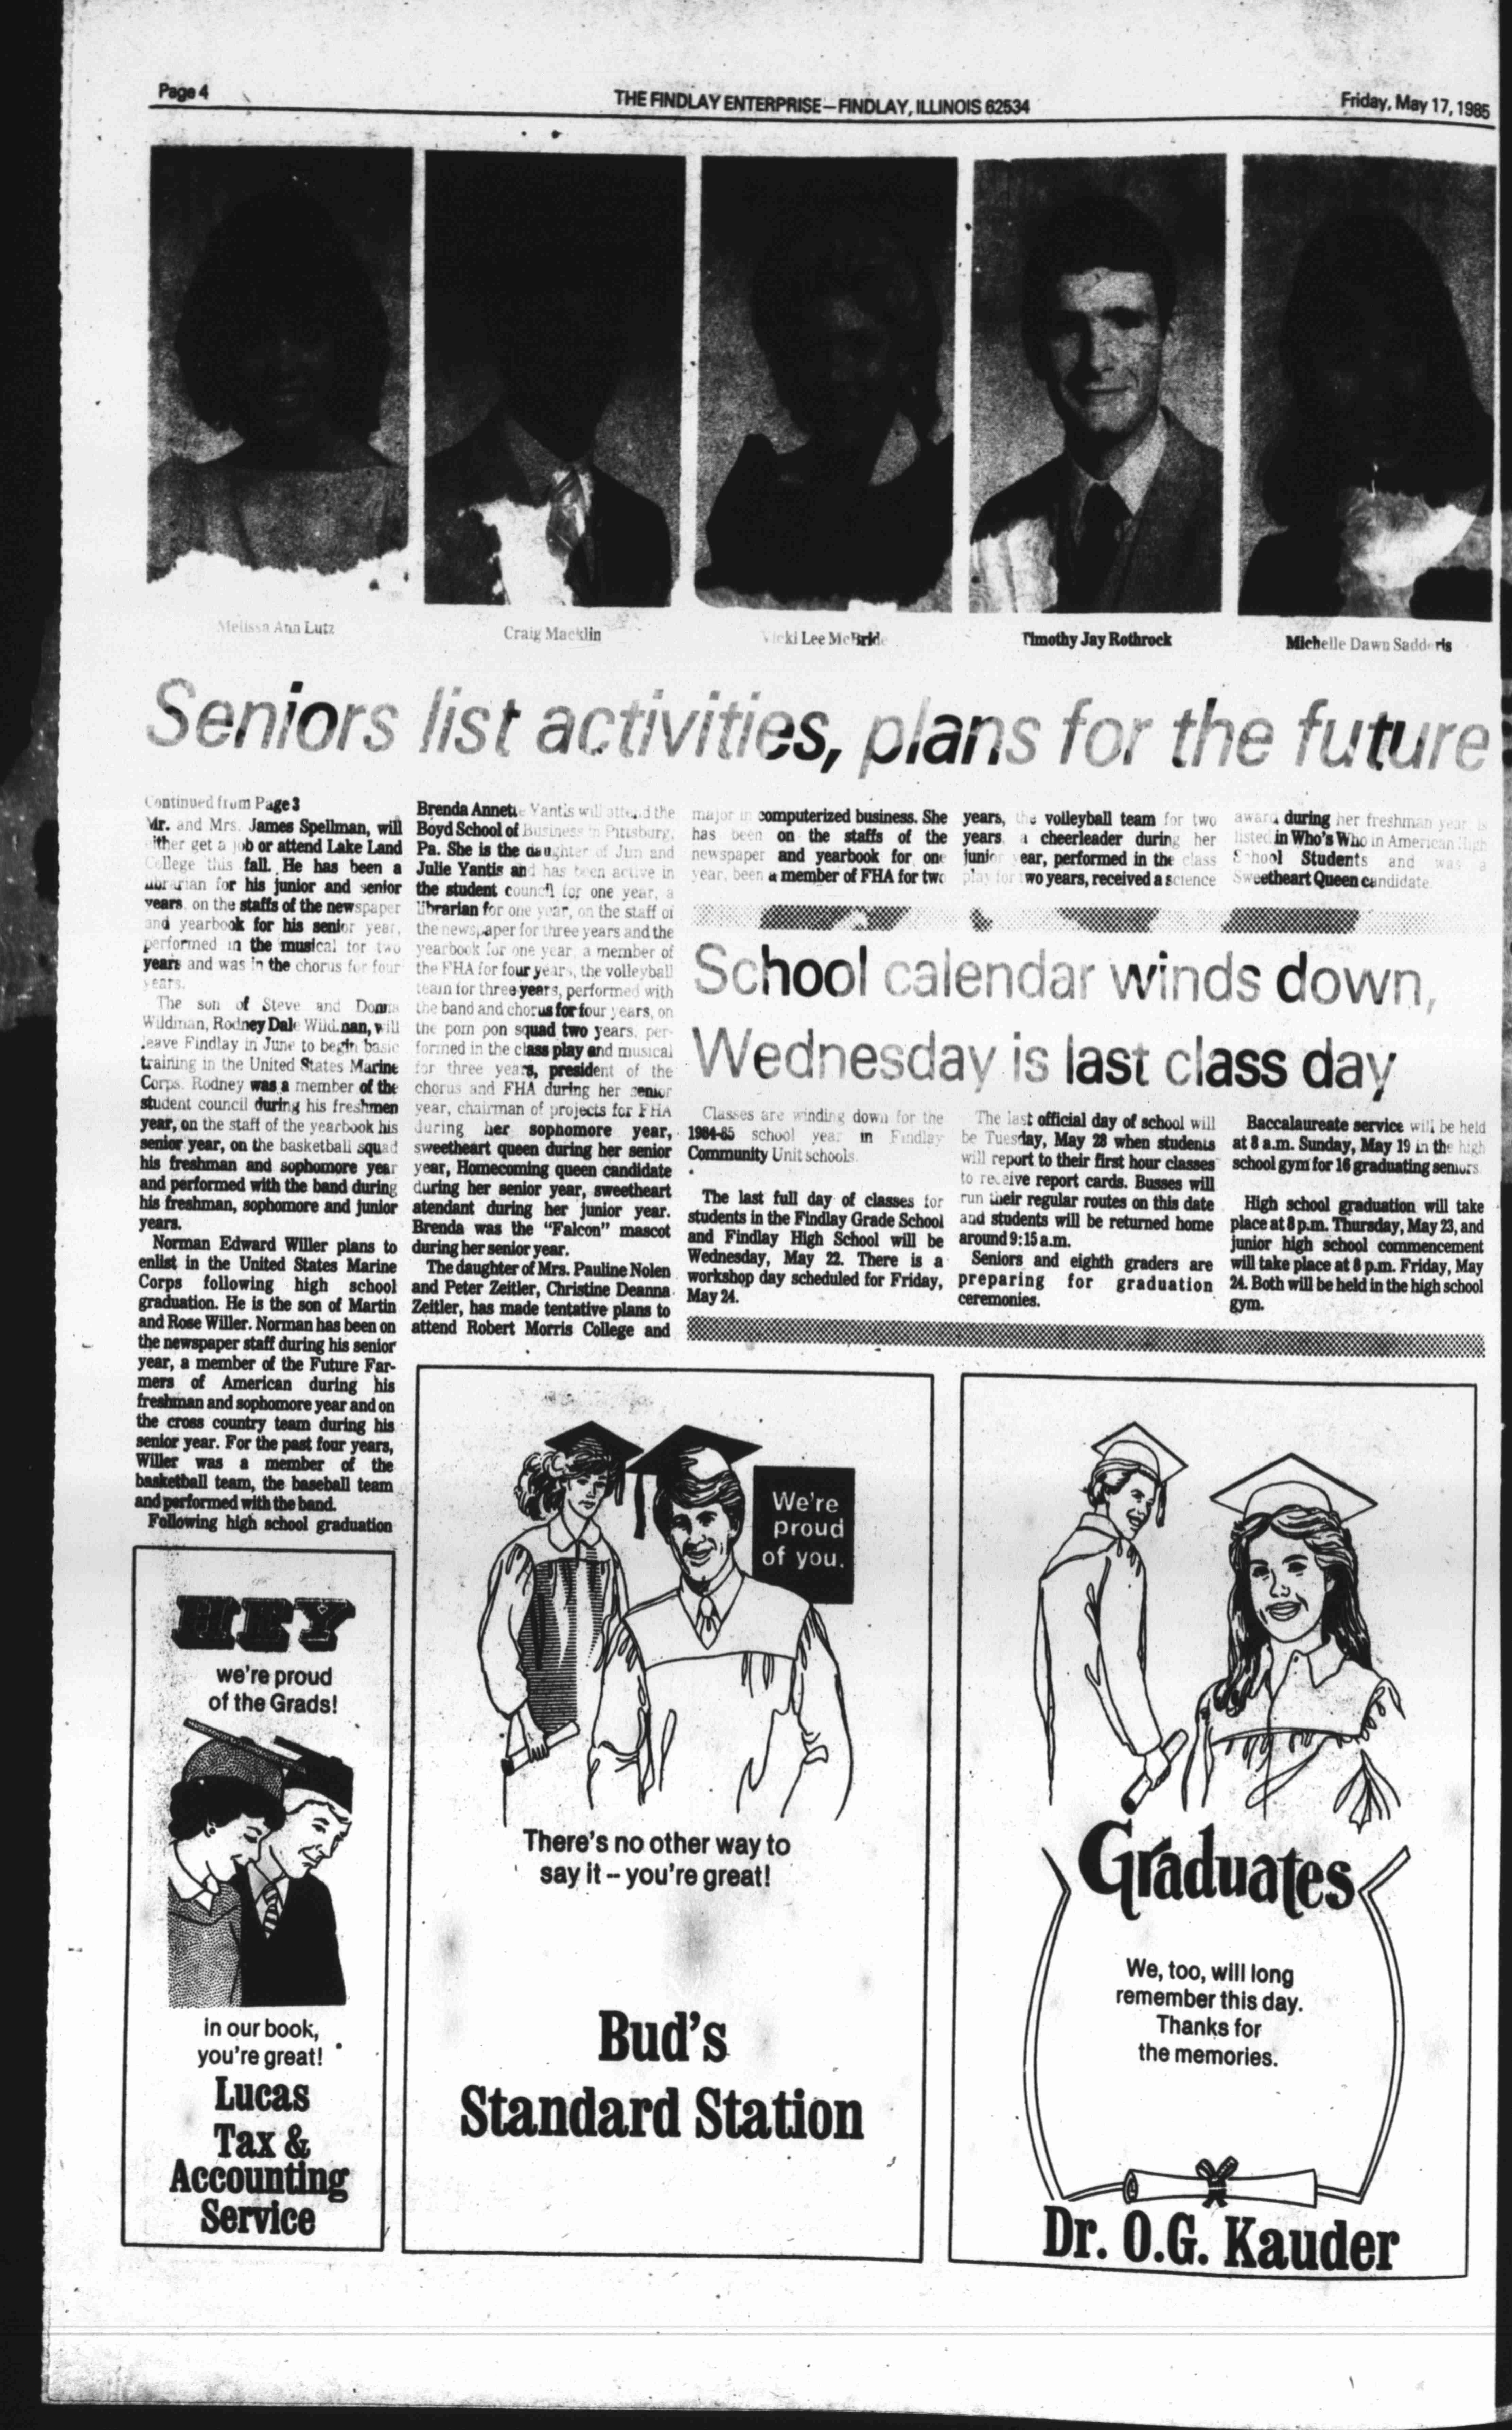 Page 4
THE FINDLAY ENTERPRISE—FINDLAY, ILLINOIS 62534
Friday, May 17, 1985
Melissa Ann Lutz
Craig Macklin
Vicki Lee McBride
Timothy Jay Rothrock
Michelle Dawn Sadderis
Seniors list activities, plans for the future
Continued from Page 3
Mr. and Mrs. James Spellman, will
either get a job or attend Lake Land
College this fall. He has been a
librarian for his junior and senior
years, on the staffs of the newspaper
and yearbook for his senior year,
performed in the musical for two
years and was in the chorus for four
years.
The son of Steve and Donna
Wildman, Rodney Dale Wildman, will
leave Findlay in June to begin basic
training in the United States Marine
Corps. Rodney was a member of the
student council during his freshmen
year, on the staff of the yearbook his
senior year, on the basketball squad
his freshman and sophomore year
and performed with the band during
his freshman, sophomore and junior
years.
Norman Edward Willer plans to
enlist in the United States Marine
Corps following high school
graduation. He is the son of Martin
and Rose Willer. Norman has been on
the newspaper staff during his senior
year, a member of the Future Far-
mers of American during his
freshman and sophomore year and on
the cross country team during his
senior year. For the past four years,
Willer was a member of the
basketball team, the baseball team
and performed with the band.
Following high school graduation
Brenda Annette Yantis will attend the
Boyd School of Business in Pittsburg,
Pa. She is the daughter of Jim and
Julie Yantis and has been active in
the student council for one year, a
librarian for one year, on the staff of
the newspaper for three years and the
yearbook for one year, a member of
the FHA for four years, the volleyball
team for three years, performed with
the band and chorus for four years, on
the pom pon squad two years, per-
formed in the class play and musical
for three years, president of the
chorus and FHA during her senior
year, chairman of projects for FHA
during her sophomore year,
sweetheart queen during her senior
year, Homecoming queen candidate
during her senior year, sweetheart
atendant during her junior year.
Brenda was the "Falcon" mascot
during her senior year.
The daughter of Mrs. Pauline Nolen
and Peter Zeitler, Christine Deanna
Zeitler, has made tentative plans to
attend Robert Morris College and
major in computerized business. She
has been on the staffs of the
newspaper and yearbook for one
year, been a member of FHA for two
years, the volleyball team for two
years, a cheerleader during her
junior year, performed in the class
play for two years, received a science
award during her freshman year is
listed in Who's Who in American High
School Students and was a
Sweetheart Queen candidate.
School calendar winds down,
Wednesday is last class day
Classes are winding down for the
1984-85 school year in Findlay
Community Unit schools.
The last full day of classes for
students in the Findlay Grade School
and Findlay High School will be
Wednesday, May 22. There is a
workshop day scheduled for Friday,
May 24.
The last official day of school will
be Tuesday, May 28 when students
will report to their first hour classes
to receive report cards. Busses will
run their regular routes on this date
and students will be returned home
around 9:15 a.m.
Seniors and eighth graders are
preparing for graduation
ceremonies.
Baccalaureate service will be held
at 8 a.m. Sunday, May 19 in the high
school gym for 16 graduating seniors.
High school graduation will take
place at 8 p.m. Thursday, May 23, and
junior high school commencement
will take place at 8 p.m. Friday, May
24. Both will be held in the high school
gym.
HEY
we're proud
of the Grads!
in our book,
you're great!
Lucas
Tax &
Accounting
Service
We're
proud
of you.
There's no other way to
say it -- you're great!
Bud's
Standard Station
Graduates
We, too, will long
remember this day.
Thanks for
the memories.
Dr. O.G. Kauder